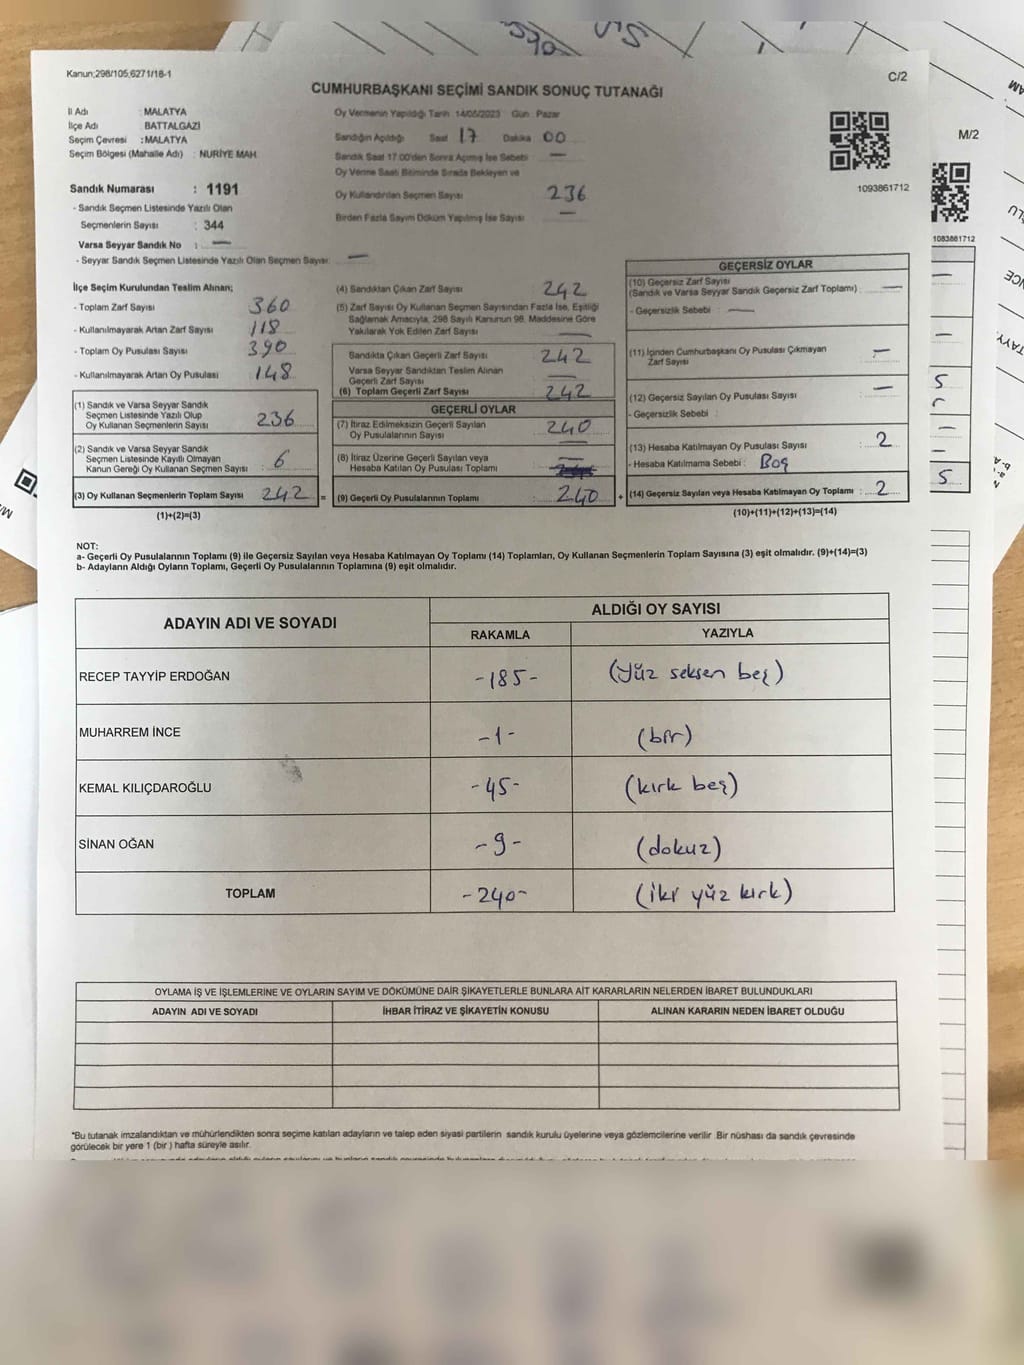 Kanun;298/105,6271/18-1
C/2
CUMHURBAŞKANI SEÇİMİ SANDIK SONUÇ TUTANAĞI
İl Adı : MALATYA
İlçe Adı BATTALGAZİ
Seçim Çevresi : MALATYA
Seçim Bölgesi (Mahalle Adı) : NURİYE MAH.
Sandık Numarası : 1191
- Sandık Seçmen Listesinde Yazılı Olan
Seçmenlerin Sayısı : 344
Varsa Seyyar Sandık No : —
- Seyyar Sandık Seçmen Listesinde Yazılı Olan Seçmen Sayısı: —
Oy Vermenin Yapıldığı Tarih 14/05/2023 Gün Pazar
Sandığın Açıldığı Saat 17 Dakika 00
Sandık Saat 17.00'den Sonra Açmış İse Sebebi : —
Oy Verme Saati Bitiminde Sırada Bekleyen ve
Oy Kullandırılan Seçmen Sayısı 236
Birden Fazla Sayım Döküm Yapılmış İse Sayısı —
1093861712
M/2
1083861712
İlçe Seçim Kurulundan Teslim Alınan;
- Toplam Zarf Sayısı 360
- Kullanılmayarak Artan Zarf Sayısı 118
- Toplam Oy Pusulası Sayısı 390
- Kullanılmayarak Artan Oy Pusulası 148
(1) Sandık ve Varsa Seyyar Sandık
Seçmen Listesinde Yazılı Olup
Oy Kullanan Seçmenlerin Sayısı 236
(2) Sandık ve Varsa Seyyar Sandık
Seçmen Listesinde Kayıtlı Olmayan
Kanun Gereği Oy Kullanan Seçmen Sayısı : 6
(3) Oy Kullanan Seçmenlerin Toplam Sayısı 242 =
(1)+(2)=(3)
(4) Sandıktan Çıkan Zarf Sayısı 242
(5) Zarf Sayısı Oy Kullanan Seçmen Sayısından Fazla İse, Eşitliği
Sağlamak Amacıyla, 298 Sayılı Kanunun 98. Maddesine Göre
Yakılarak Yok Edilen Zarf Sayısı —
Sandıkta Çıkan Geçerli Zarf Sayısı 242
Varsa Seyyar Sandıktan Teslim Alınan
Geçerli Zarf Sayısı —
(6) Toplam Geçerli Zarf Sayısı 242
GEÇERLİ OYLAR
(7) İtiraz Edilmeksizin Geçerli Sayılan
Oy Pusulalarının Sayısı 240
(8) İtiraz Üzerine Geçerli Sayılan veya
Hesaba Katılan Oy Pusulası Toplamı —
(9) Geçerli Oy Pusulalarının Toplamı : 240 +
GEÇERSİZ OYLAR
(10) Geçersiz Zarf Sayısı
(Sandık ve Varsa Seyyar Sandık Geçersiz Zarf Toplamı) : —
- Geçersizlik Sebebi : —
(11) İçinden Cumhurbaşkanı Oy Pusulası Çıkmayan
Zarf Sayısı —
(12) Geçersiz Sayılan Oy Pusulası Sayısı —
- Geçersizlik Sebebi :
(13) Hesaba Katılmayan Oy Pusulası Sayısı 2
- Hesaba Katılmama Sebebi : Boş
(14) Geçersiz Sayılan veya Hesaba Katılmayan Oy Toplamı : 2
(10)+(11)+(12)+(13)=(14)
NOT:
a- Geçerli Oy Pusulalarının Toplamı (9) ile Geçersiz Sayılan veya Hesaba Katılmayan Oy Toplamı (14) Toplamları, Oy Kullanan Seçmenlerin Toplam Sayısına (3) eşit olmalıdır. (9)+(14)=(3)
b- Adayların Aldığı Oyların Toplamı, Geçerli Oy Pusulalarının Toplamına (9) eşit olmalıdır.
ADAYIN ADI VE SOYADI ALDIĞI OY SAYISI
RAKAMLA YAZIYLA
RECEP TAYYİP ERDOĞAN -185- (Yüz seksen beş)
MUHARREM İNCE -1- (bir)
KEMAL KILIÇDAROĞLU -45- (kırk beş)
SİNAN OĞAN -9- (dokuz)
TOPLAM -240- (iki yüz kırk)
OYLAMA İŞ VE İŞLEMLERİNE VE OYLARIN SAYIM VE DÖKÜMÜNE DAİR ŞİKAYETLERLE BUNLARA AİT KARARLARIN NELERDEN İBARET BULUNDUKLARI
ADAYIN ADI VE SOYADI İHBAR İTİRAZ VE ŞİKAYETİN KONUSU ALINAN KARARIN NEDEN İBARET OLDUĞU
*Bu tutanak imzalandıktan ve mühürlendikten sonra seçime katılan adayların ve talep eden siyasi partilerin sandık kurulu üyelerine veya gözlemcilerine verilir. Bir nüshası da sandık çevresinde
görülecek bir yere 1 (bir ) hafta süreyle asılır.